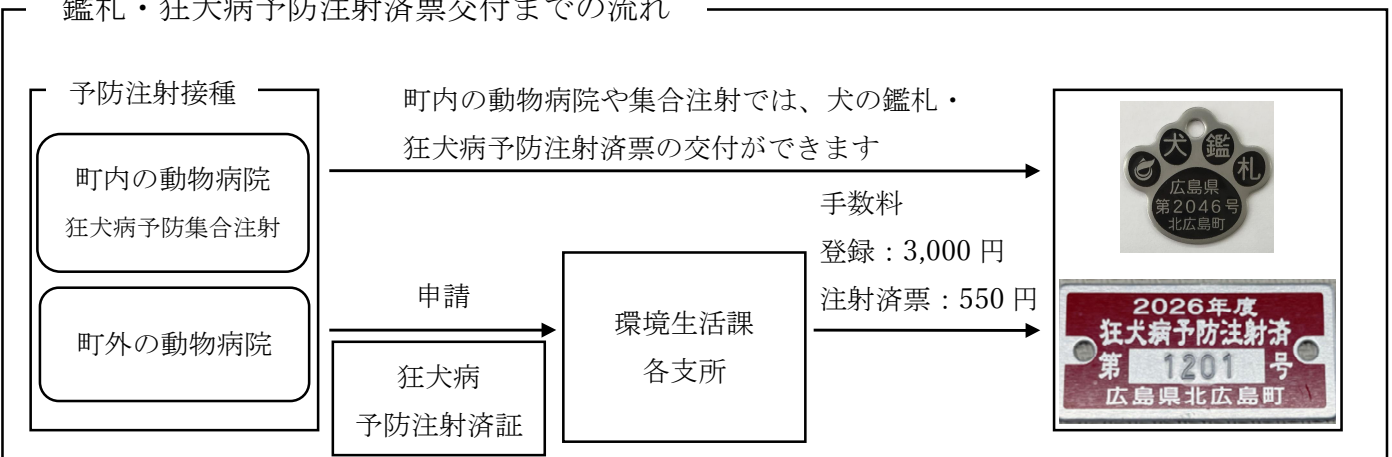 鑑札・狂犬病予防注射済票交付までの流れ
予防注射接種
町内の動物病院
狂犬病予防集合注射
町外の動物病院
町内の動物病院や集合注射では、犬の鑑札・
狂犬病予防注射済票の交付ができます
申請
狂犬病
予防注射済証
環境生活課
各支所
手数料
登録：3,000 円
注射済票：550 円
犬鑑札
広島県
第2046号
北広島町
2026年度
狂犬病予防注射済
第 1201 号
広島県北広島町